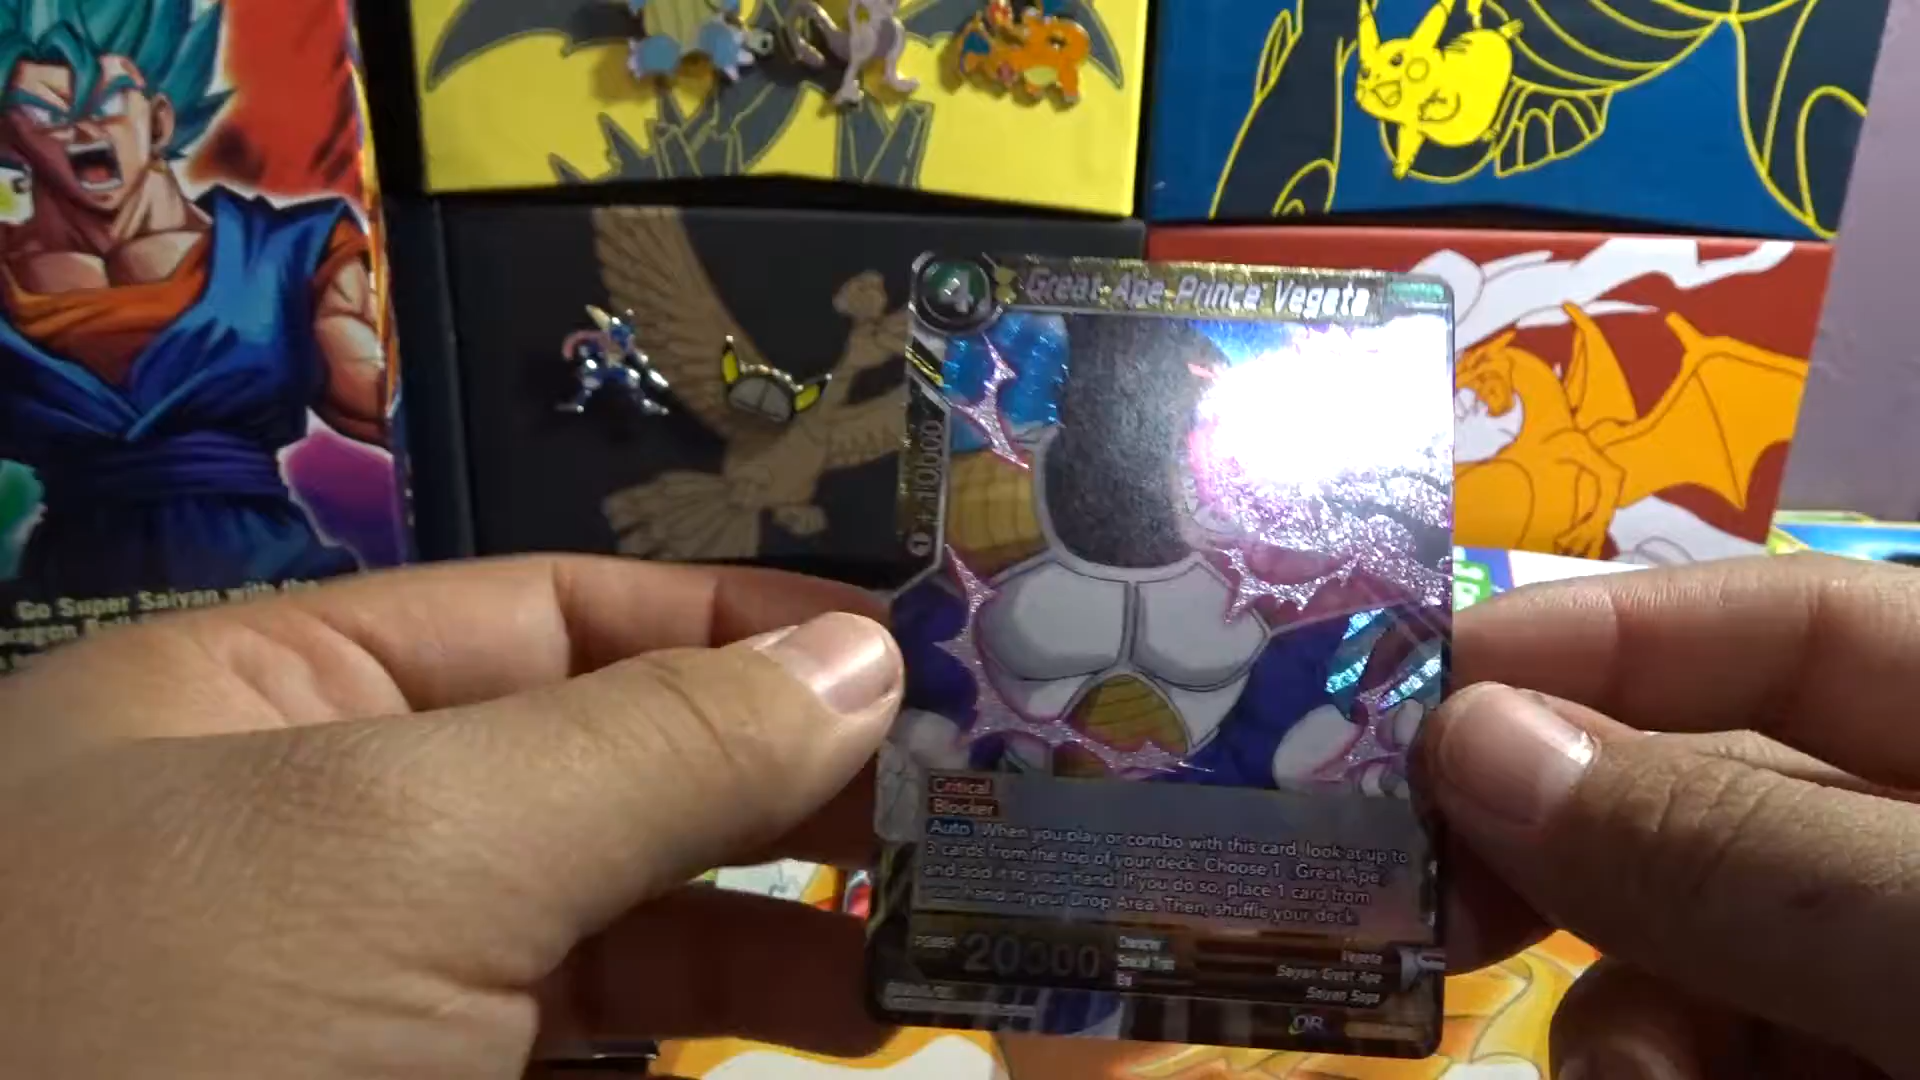 Go Super Saiyan with the
4
Great Ape Prince Vegeta
+10000
Critical
Blocker
Auto When you play or combo with this card, look at up to
3 cards from the top of your deck. Choose 1 《Great Ape》
and add it to your hand. If you do so, place 1 card from
your hand in your Drop Area. Then, shuffle your deck.
POWER 20000
Character Vegeta
Special Trait Saiyan/Great Ape
Era Saiyan Saga